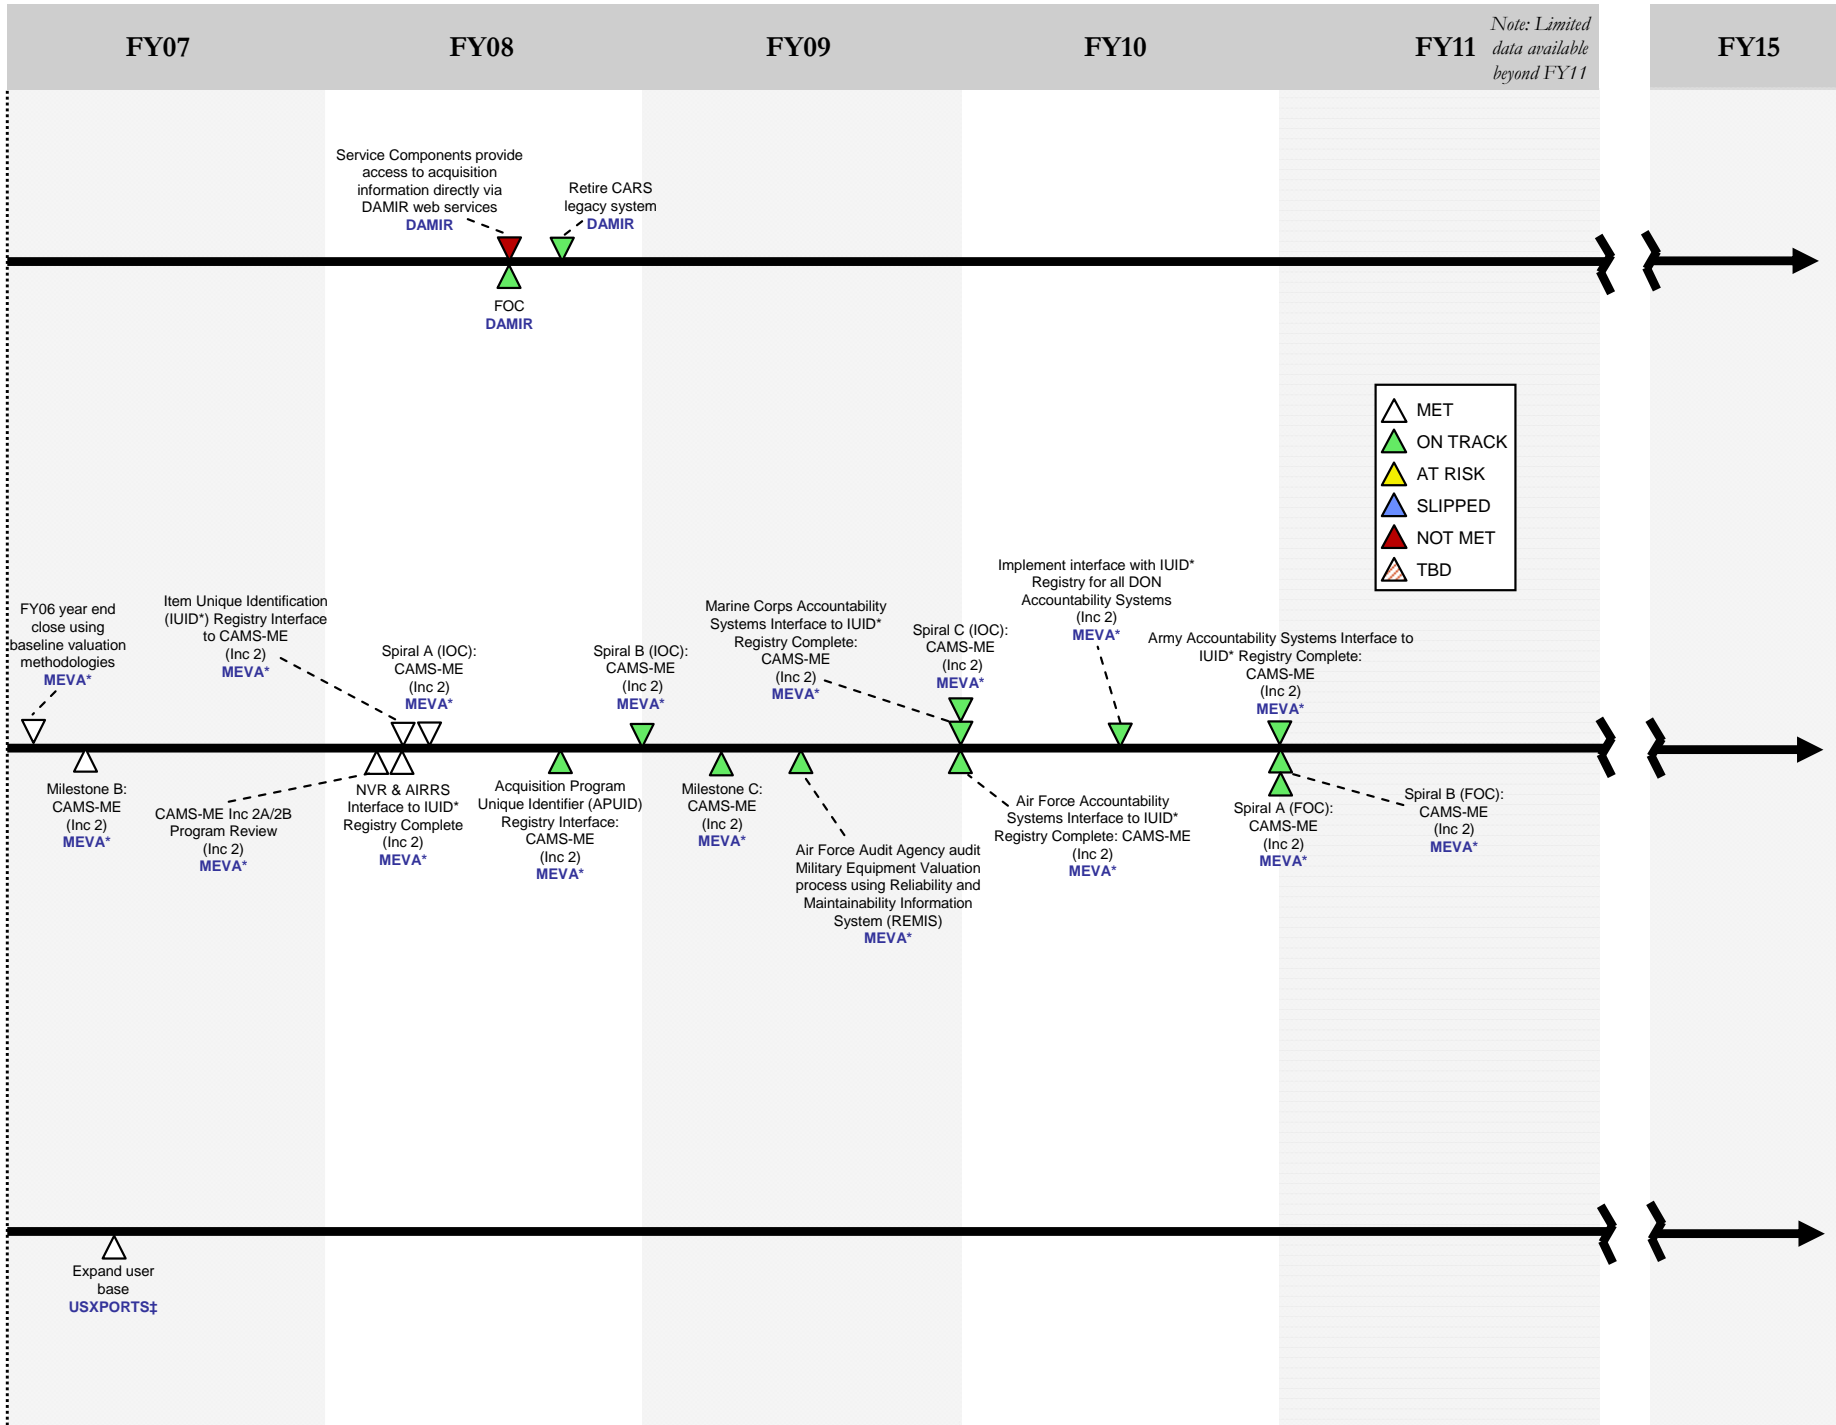 FY07
FY08
FY09
FY10
FY11
Note: Limited
data available
beyond FY11
FY15
Service Components provide
access to acquisition
information directly via
DAMIR web services
DAMIR
Retire CARS
legacy system
DAMIR
FOC
DAMIR
MET
ON TRACK
AT RISK
SLIPPED
NOT MET
TBD
FY06 year end
close using
baseline valuation
methodologies
MEVA*
Item Unique Identification
(IUID*) Registry Interface
to CAMS-ME
(Inc 2)
MEVA*
Spiral A (IOC):
CAMS-ME
(Inc 2)
MEVA*
Spiral B (IOC):
CAMS-ME
(Inc 2)
MEVA*
Marine Corps Accountability
Systems Interface to IUID*
Registry Complete:
CAMS-ME
(Inc 2)
MEVA*
Spiral C (IOC):
CAMS-ME
(Inc 2)
MEVA*
Implement interface with IUID*
Registry for all DON
Accountability Systems
(Inc 2)
MEVA*
Army Accountability Systems Interface to
IUID* Registry Complete:
CAMS-ME
(Inc 2)
MEVA*
Milestone B:
CAMS-ME
(Inc 2)
MEVA*
CAMS-ME Inc 2A/2B
Program Review
(Inc 2)
MEVA*
NVR & AIRRS
Interface to IUID*
Registry Complete
(Inc 2)
MEVA*
Acquisition Program
Unique Identifier (APUID)
Registry Interface:
CAMS-ME
(Inc 2)
MEVA*
Milestone C:
CAMS-ME
(Inc 2)
MEVA*
Air Force Audit Agency audit
Military Equipment Valuation
process using Reliability and
Maintainability Information
System (REMIS)
MEVA*
Air Force Accountability
Systems Interface to IUID*
Registry Complete: CAMS-ME
(Inc 2)
MEVA*
Spiral A (FOC):
CAMS-ME
(Inc 2)
MEVA*
Spiral B (FOC):
CAMS-ME
(Inc 2)
MEVA*
Expand user
base
USXPORTS‡